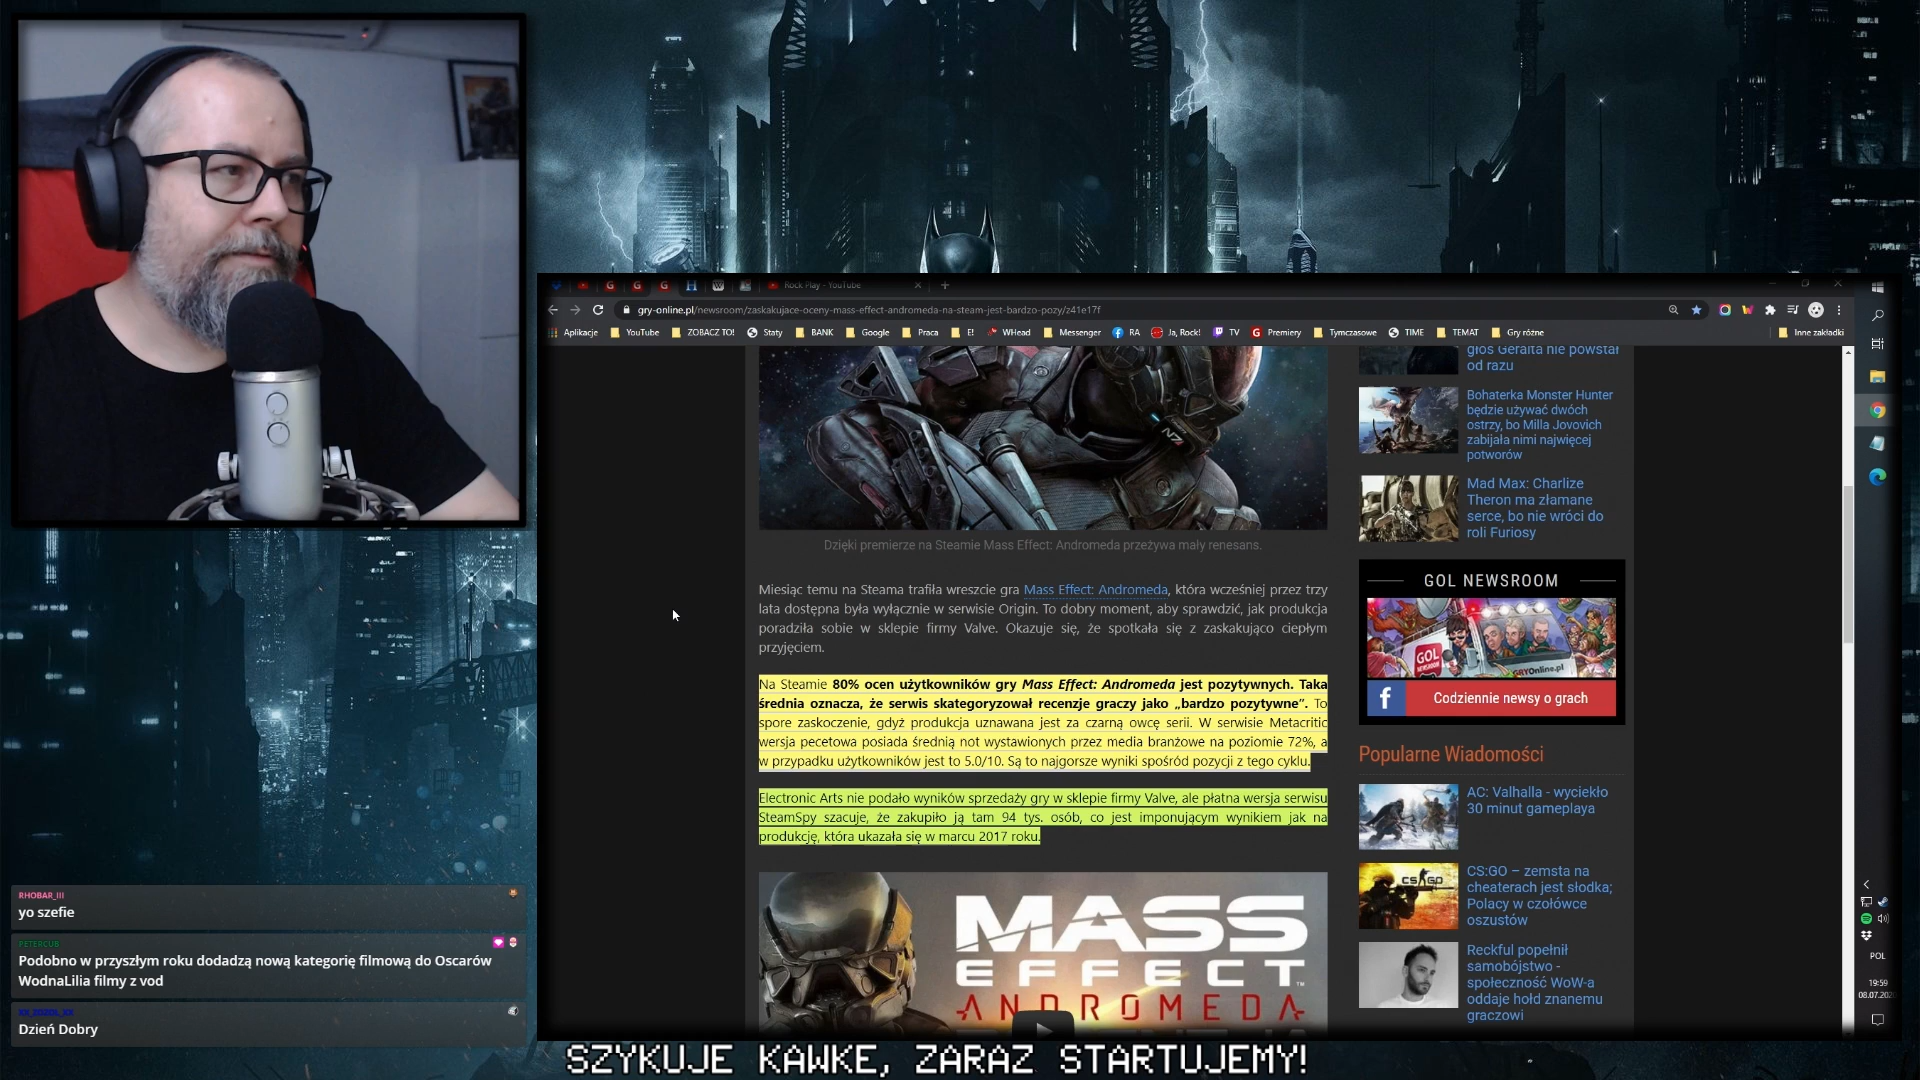 Rock Play - YouTube
gry-online.pl/newsroom/zaskakujace-oceny-mass-effect-andromeda-na-steam-jest-bardzo-pozy/z41e17f
Aplikacje YouTube ZOBACZ TO! Staty BANK Google Praca E! WHead Messenger RA Ja, Rock! TV Premiery Tymczasowe TIME TEMAT Gry różne Inne zakładki
N7
Dzięki premierze na Steamie Mass Effect: Andromeda przeżywa mały renesans.
Miesiąc temu na Steama trafiła wreszcie gra Mass Effect: Andromeda, która wcześniej przez trzy
lata dostępna była wyłącznie w serwisie Origin. To dobry moment, aby sprawdzić, jak produkcja
poradziła sobie w sklepie firmy Valve. Okazuje się, że spotkała się z zaskakująco ciepłym
przyjęciem.
Na Steamie 80% ocen użytkowników gry Mass Effect: Andromeda jest pozytywnych. Taka
średnia oznacza, że serwis skategoryzował recenzje graczy jako „bardzo pozytywne”. To
spore zaskoczenie, gdyż produkcja uznawana jest za czarną owcę serii. W serwisie Metacritic
wersja pecetowa posiada średnią not wystawionych przez media branżowe na poziomie 72%, a
w przypadku użytkowników jest to 5.0/10. Są to najgorsze wyniki spośród pozycji z tego cyklu.
Electronic Arts nie podało wyników sprzedaży gry w sklepie firmy Valve, ale płatna wersja serwisu
SteamSpy szacuje, że zakupiło ją tam 94 tys. osób, co jest imponującym wynikiem jak na
produkcję, która ukazała się w marcu 2017 roku.
MASS
EFFECT
ANDROMEDA
głos Geralta nie powstał
od razu
Bohaterka Monster Hunter
będzie używać dwóch
ostrzy, bo Milla Jovovich
zabijała nimi najwięcej
potworów
Mad Max: Charlize
Theron ma złamane
serce, bo nie wróci do
roli Furiosy
GOL NEWSROOM
GOL
NEWSROOM
GRYOnline.pl
f Codziennie newsy o grach
Popularne Wiadomości
AC: Valhalla - wyciekło
30 minut gameplaya
CS:GO
CS:GO – zemsta na
cheaterach jest słodka;
Polacy w czołówce
oszustów
Reckful popełnił
samobójstwo -
społeczność WoW-a
oddaje hołd znanemu
graczowi
POL
19:59
RHOBAR_III
yo szefie
PETERCUB
Podobno w przyszłym roku dodadzą nową kategorię filmową do Oscarów
WodnaLilia filmy z vod
Dzień Dobry
SZYKUJE KAWKE, ZARAZ STARTUJEMY!